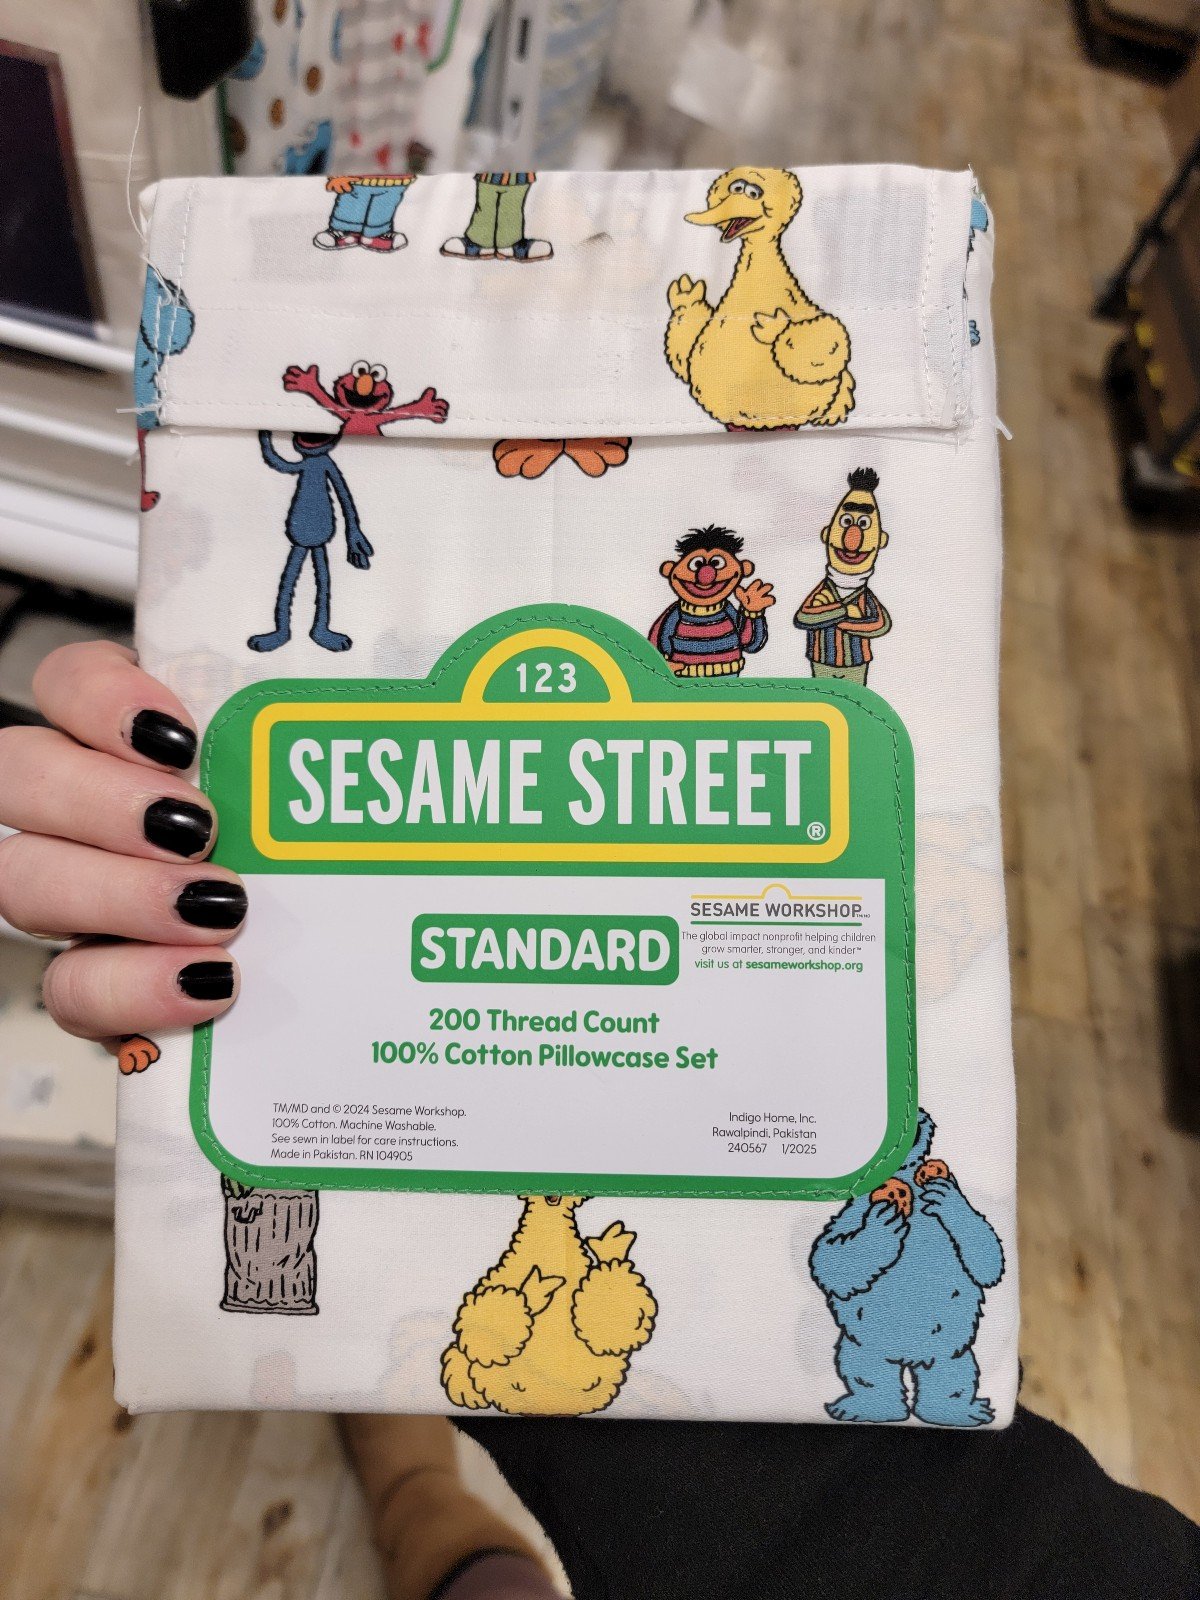 123
SESAME STREET®
SESAME WORKSHOP
The global impact nonprofit helping children
grow smarter, stronger, and kinder™
visit us at sesameworkshop.org
STANDARD
200 Thread Count
100% Cotton Pillowcase Set
TM/MD and © 2024 Sesame Workshop.
100% Cotton. Machine Washable.
See sewn in label for care instructions.
Made in Pakistan. RN 104905
Indigo Home, Inc.
Rawalpindi, Pakistan
240567 1/2025